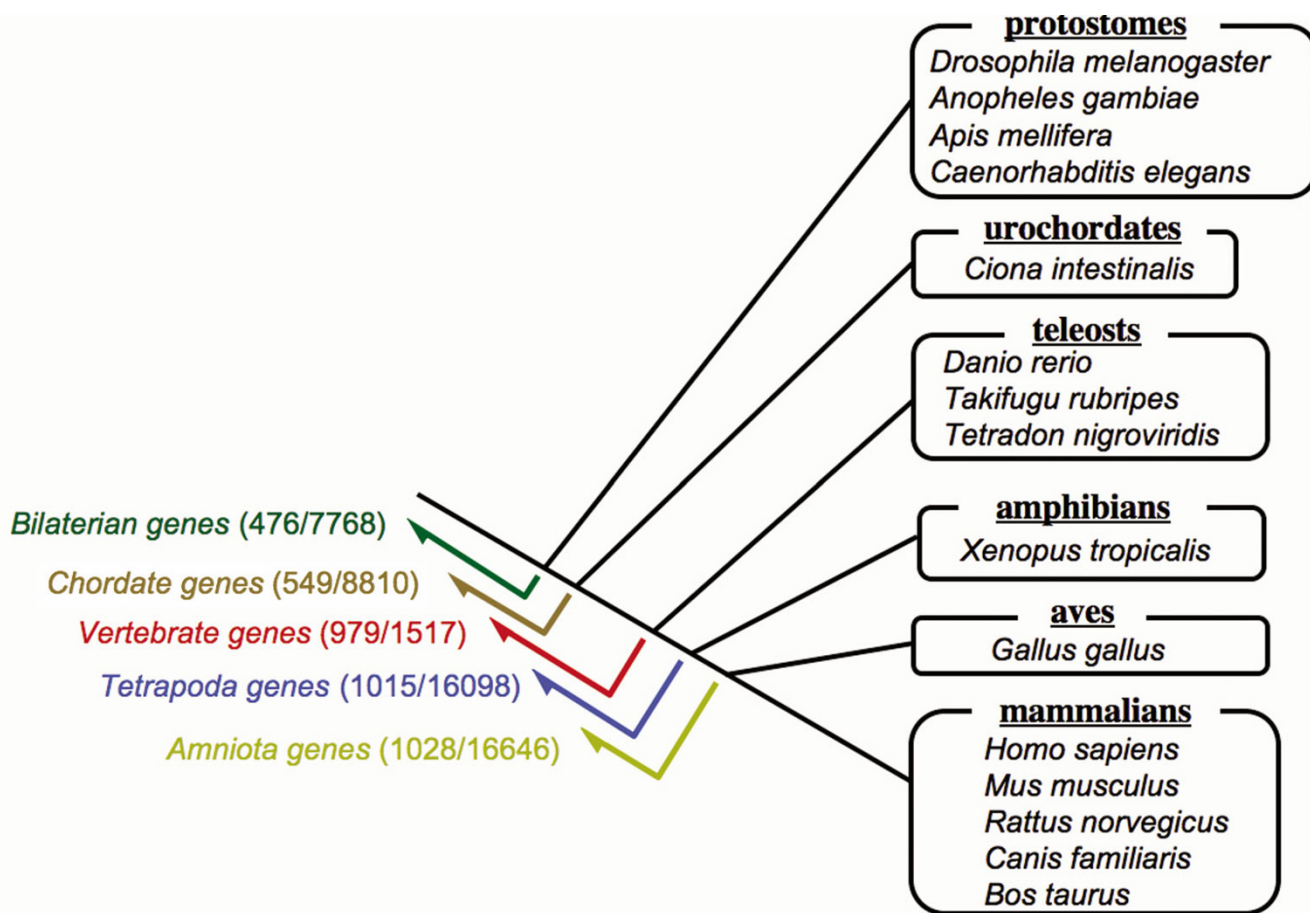 protostomes
Drosophila melanogaster
Anopheles gambiae
Apis mellifera
Caenorhabditis elegans
urochordates
Ciona intestinalis
teleosts
Danio rerio
Takifugu rubripes
Tetradon nigroviridis
amphibians
Xenopus tropicalis
aves
Gallus gallus
mammalians
Homo sapiens
Mus musculus
Rattus norvegicus
Canis familiaris
Bos taurus
Bilaterian genes (476/7768)
Chordate genes (549/8810)
Vertebrate genes (979/1517)
Tetrapoda genes (1015/16098)
Amniota genes (1028/16646)